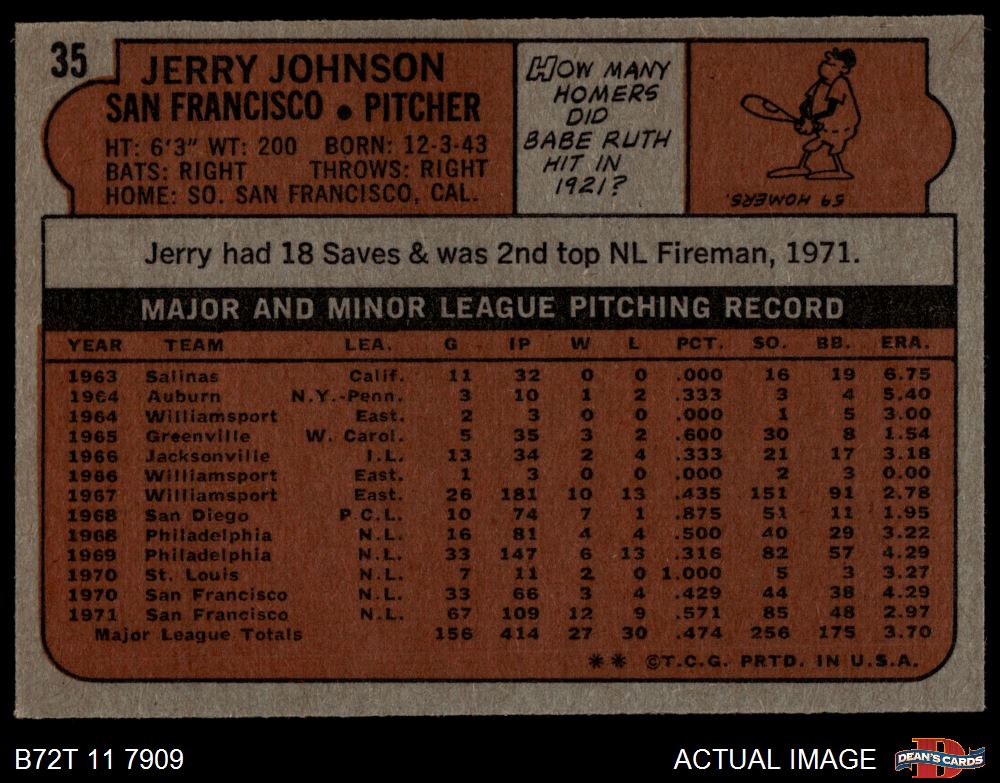 35
JERRY JOHNSON
SAN FRANCISCO • PITCHER
HT: 6'3" WT: 200 BORN: 12-3-43
BATS: RIGHT THROWS: RIGHT
HOME: SO. SAN FRANCISCO, CAL.
HOW MANY
HOMERS
DID
BABE RUTH
HIT IN
1921?
59 HOMERS.
Jerry had 18 Saves & was 2nd top NL Fireman, 1971.
MAJOR AND MINOR LEAGUE PITCHING RECORD
YEAR TEAM LEA. G IP W L PCT. SO. BB. ERA.
1963 Salinas Calif. 11 32 0 0 .000 16 19 6.75
1964 Auburn N.Y.-Penn. 3 10 1 2 .333 3 4 5.40
1964 Williamsport East. 2 3 0 0 .000 1 5 3.00
1965 Greenville W. Carol. 5 35 3 2 .600 30 8 1.54
1966 Jacksonville I.L. 13 34 2 4 .333 21 17 3.18
1966 Williamsport East. 1 3 0 0 .000 2 3 0.00
1967 Williamsport East. 26 181 10 13 .435 151 91 2.78
1968 San Diego P.C.L. 10 74 7 1 .875 51 11 1.95
1968 Philadelphia N.L. 16 81 4 4 .500 40 29 3.22
1969 Philadelphia N.L. 33 147 6 13 .316 82 57 4.29
1970 St. Louis N.L. 7 11 2 0 1.000 5 3 3.27
1970 San Francisco N.L. 33 66 3 4 .429 44 38 4.29
1971 San Francisco N.L. 67 109 12 9 .571 85 48 2.97
Major League Totals 156 414 27 30 .474 256 175 3.70
** ©T.C.G. PRTD. IN U.S.A.
B72T 11 7909
ACTUAL IMAGE
D
DEAN'S CARDS